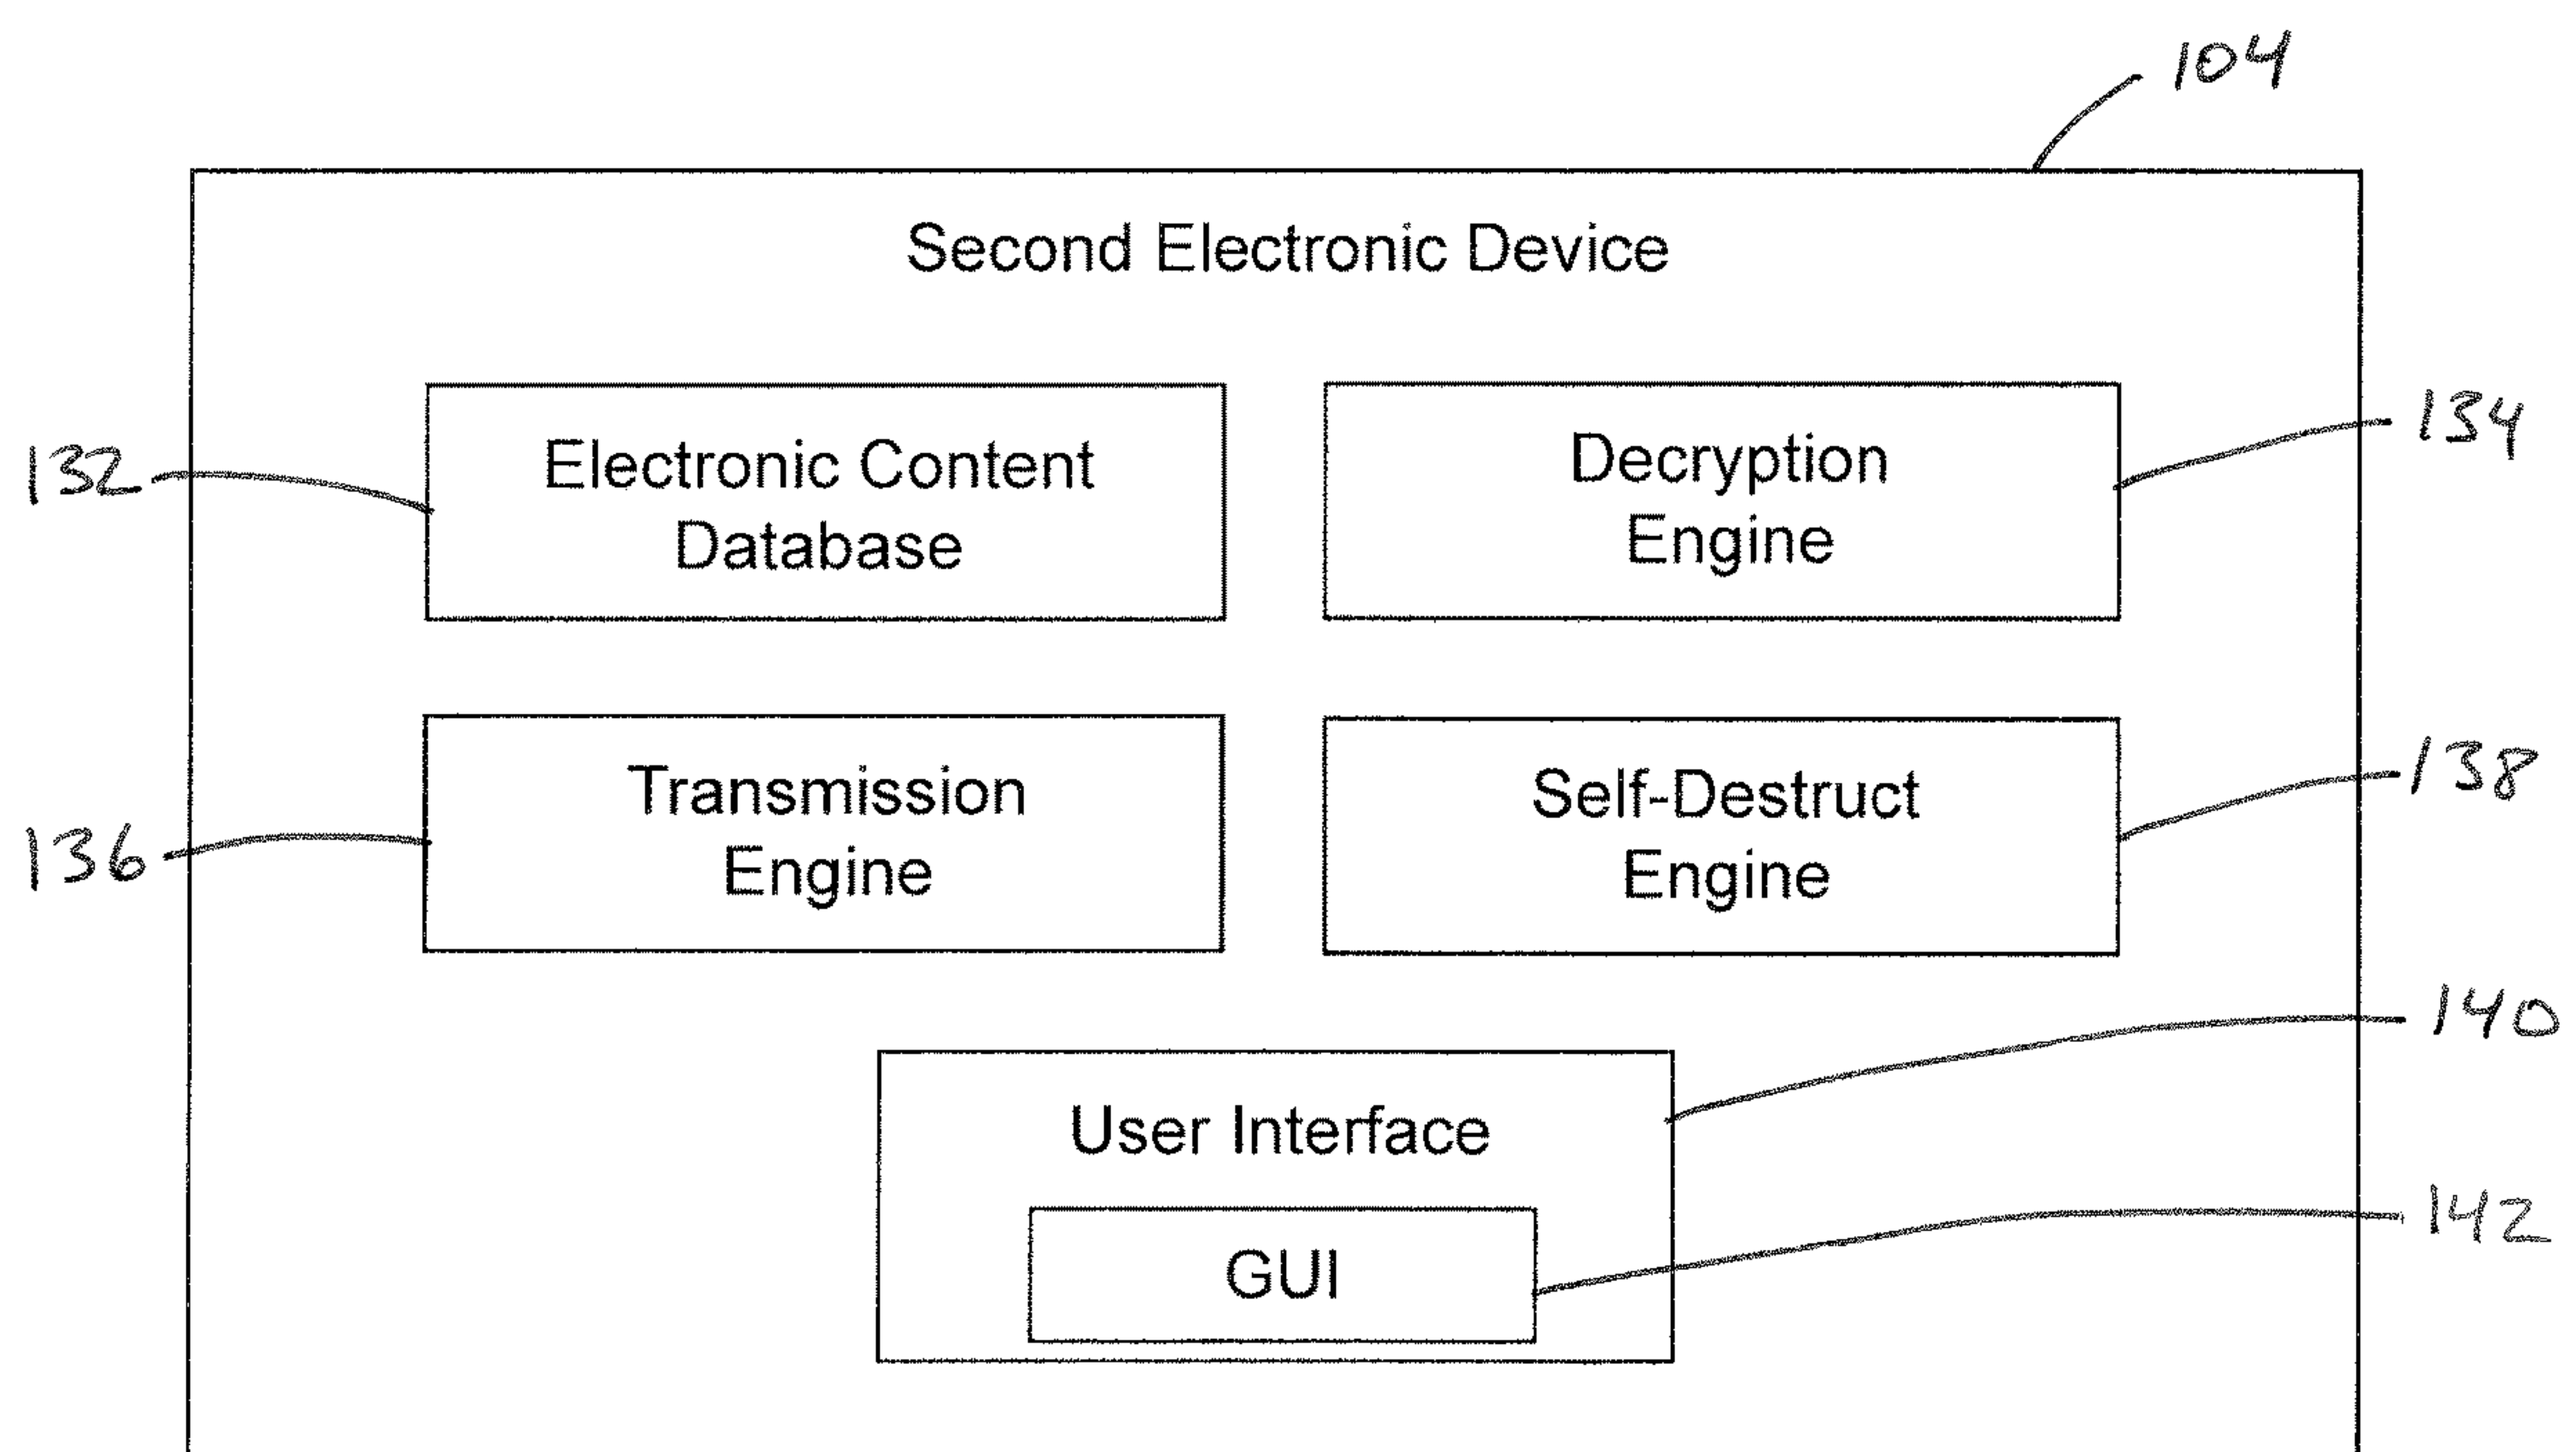 104
Second Electronic Device
132
Electronic Content
Database
Decryption
Engine
134
136
Transmission
Engine
Self-Destruct
Engine
138
140
User Interface
142
GUI